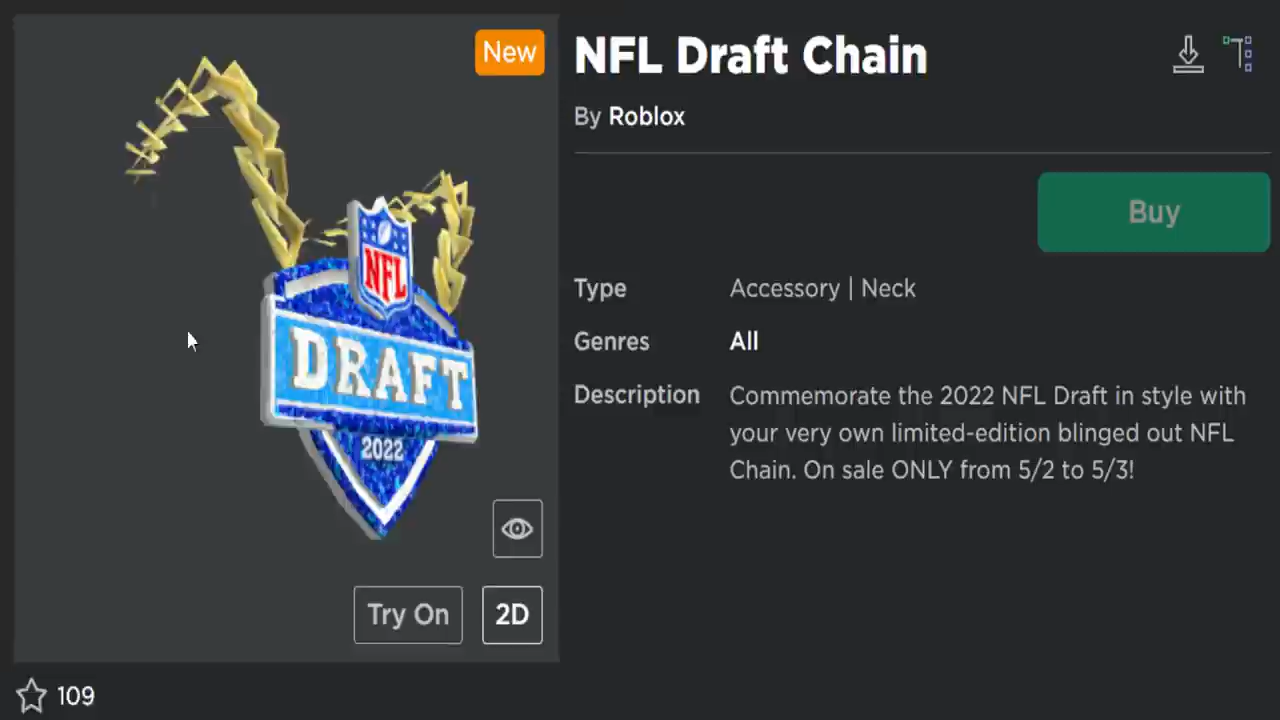 New
NFL Draft Chain
By Roblox
Buy
Type Accessory | Neck
Genres All
Description Commemorate the 2022 NFL Draft in style with
your very own limited-edition blinged out NFL
Chain. On sale ONLY from 5/2 to 5/3!
NFL
DRAFT
2022
Try On 2D
109